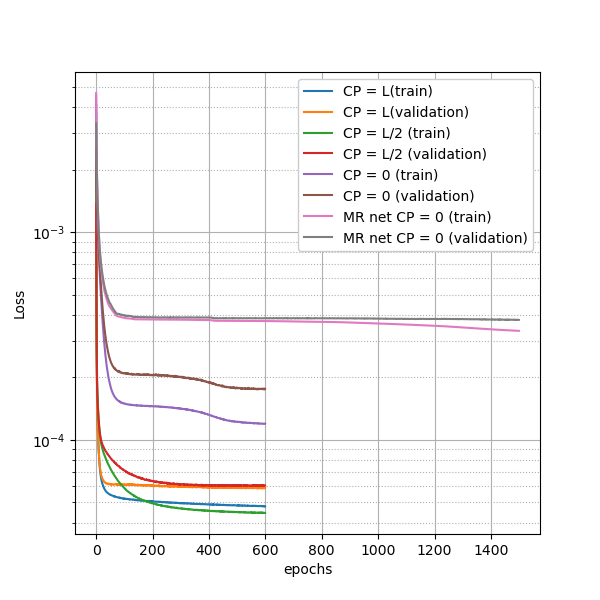 CP = L(train)
CP = L(validation)
CP = L/2 (train)
CP = L/2 (validation)
CP = 0 (train)
CP = 0 (validation)
MR net CP = 0 (train)
MR net CP = 0 (validation)
10⁻³
Loss
10⁻⁴
0 200 400 600 800 1000 1200 1400
epochs